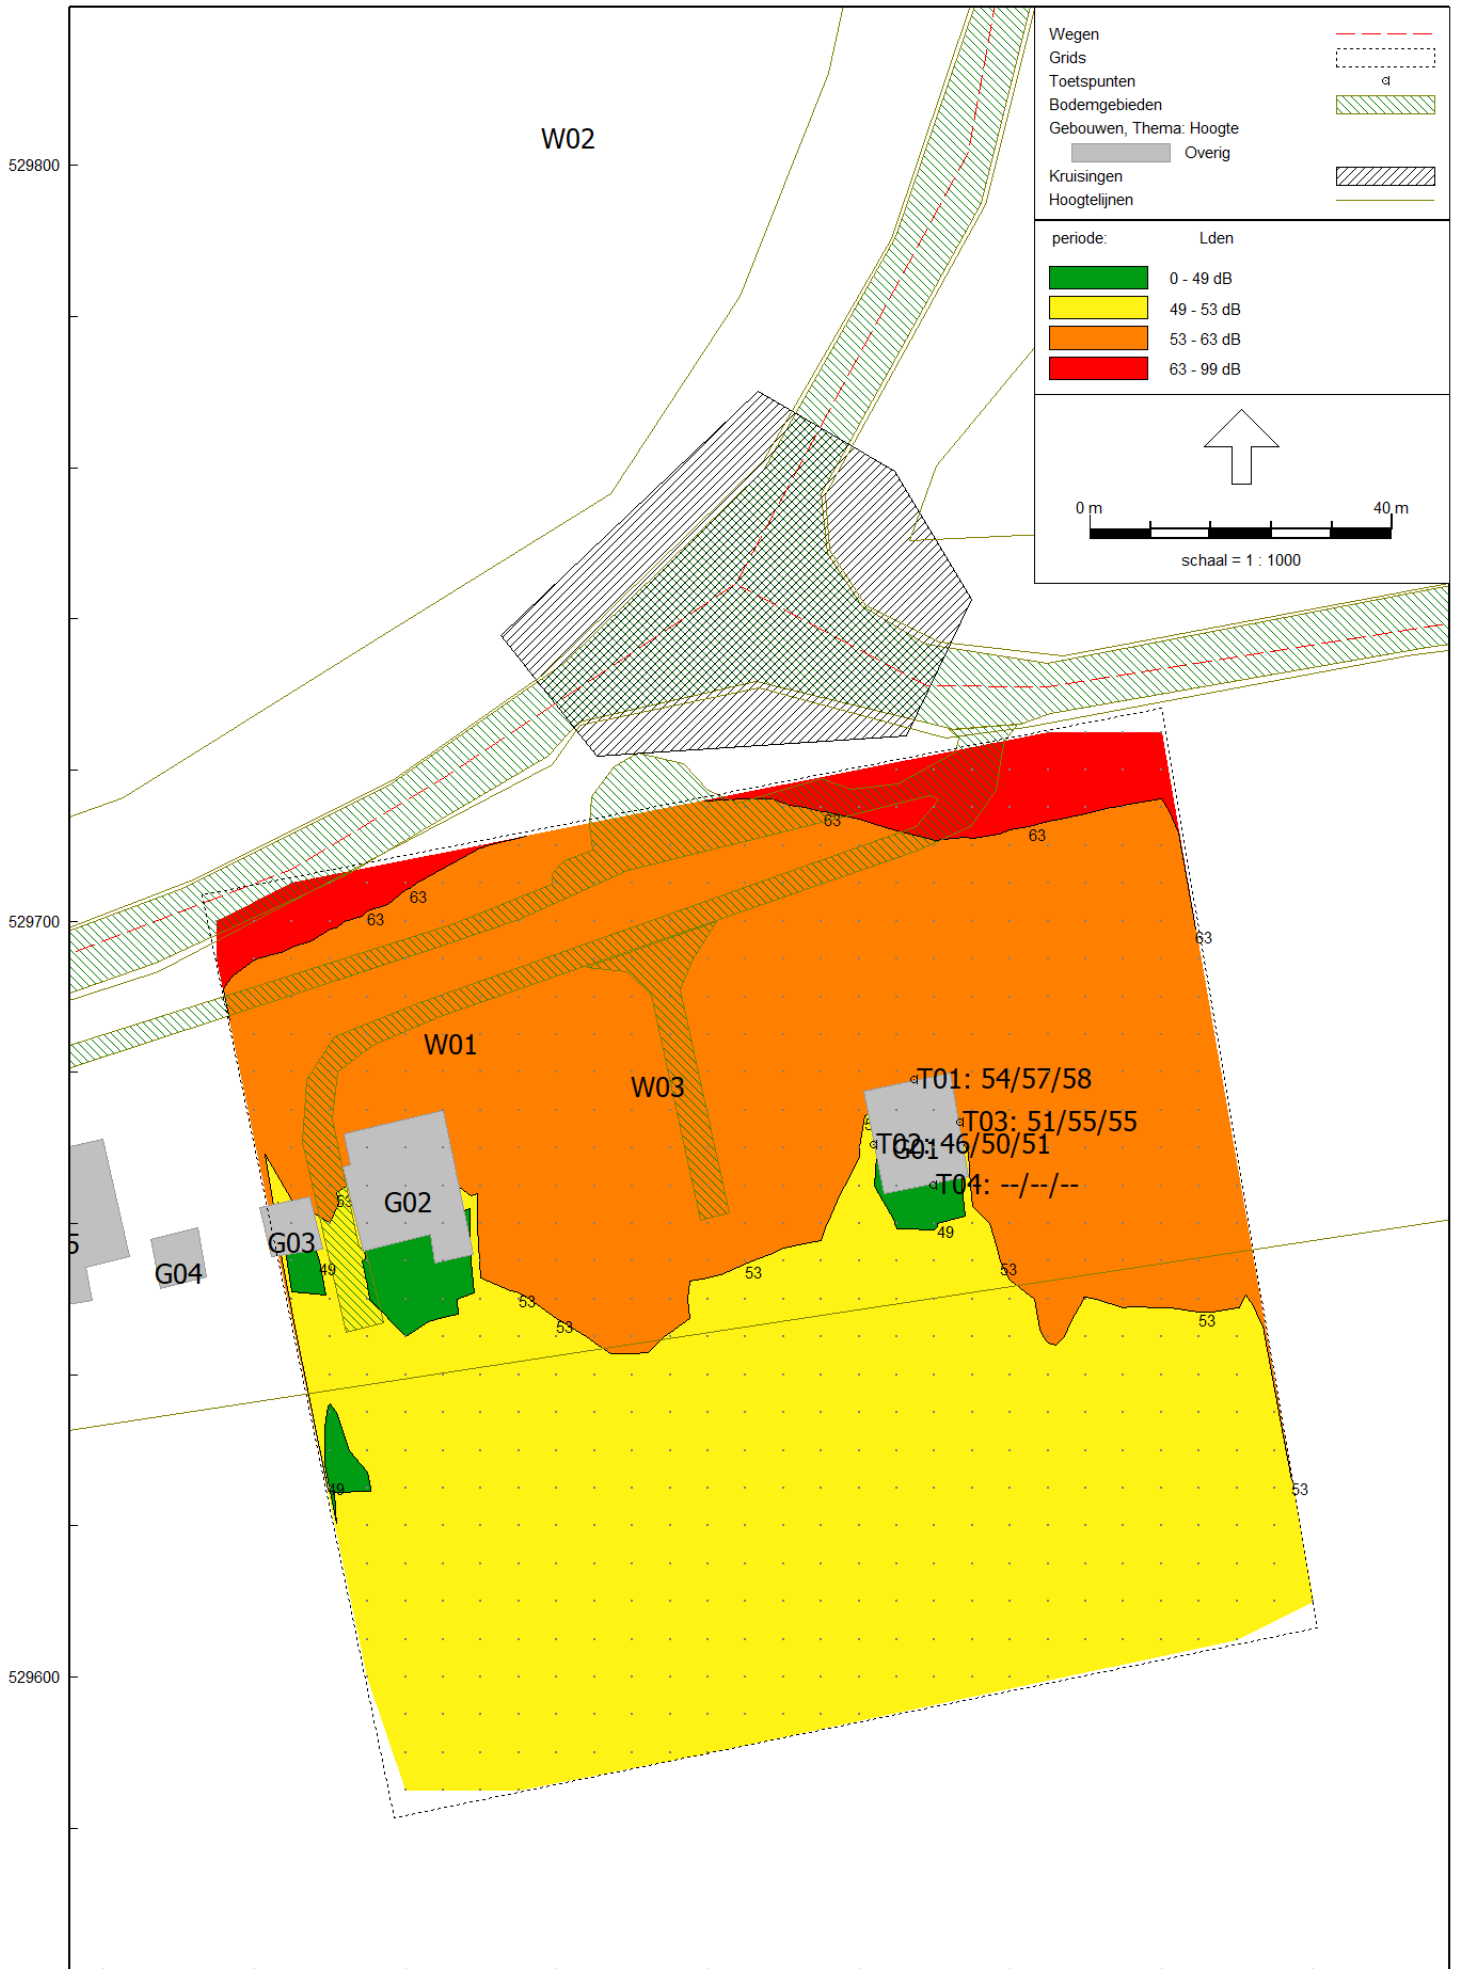 Wegen
Grids
Toetspunten
Bodemgebieden
Gebouwen, Thema: Hoogte
Overig
Kruisingen
Hoogtelijnen
periode: Lden
0 - 49 dB
49 - 53 dB
53 - 63 dB
63 - 99 dB
0 m 40 m
schaal = 1 : 1000
W02
529800
63
63
63
63
529700
63
W01
W03
T01: 54/57/58
T03: 51/55/55
T02: 46/50/51
G01
T04: --/--/--
53
G02
G03
5
G04
49
49
53
53
53
53
53
49
53
529600